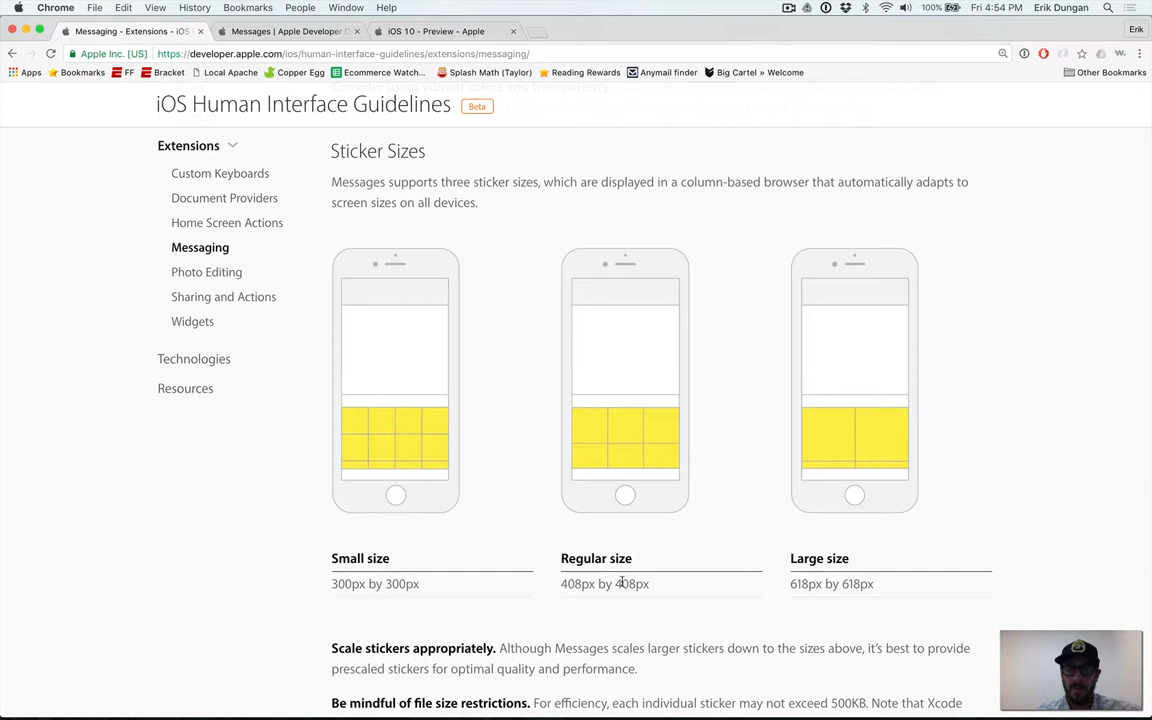 Chrome File Edit View History Bookmarks People Window Help 100% Fri 4:54 PM Erik Dungan
Messaging - Extensions - iOS Messages | Apple Developer D iOS 10 - Preview - Apple Erik
Apple Inc. [US] https://developer.apple.com/ios/human-interface-guidelines/extensions/messaging/
Apps Bookmarks FF Bracket Local Apache Copper Egg Ecommerce Watch... Splash Math (Taylor) Reading Rewards Anymail finder Big Cartel » Welcome Other Bookmarks
Consider using vibrant colors and transparency.
iOS Human Interface Guidelines Beta
Extensions
Custom Keyboards
Document Providers
Home Screen Actions
Messaging
Photo Editing
Sharing and Actions
Widgets
Technologies
Resources
Sticker Sizes
Messages supports three sticker sizes, which are displayed in a column-based browser that automatically adapts to
screen sizes on all devices.
Small size Regular size Large size
300px by 300px 408px by 408px 618px by 618px
Scale stickers appropriately. Although Messages scales larger stickers down to the sizes above, it's best to provide
prescaled stickers for optimal quality and performance.
Be mindful of file size restrictions. For efficiency, each individual sticker may not exceed 500KB. Note that Xcode